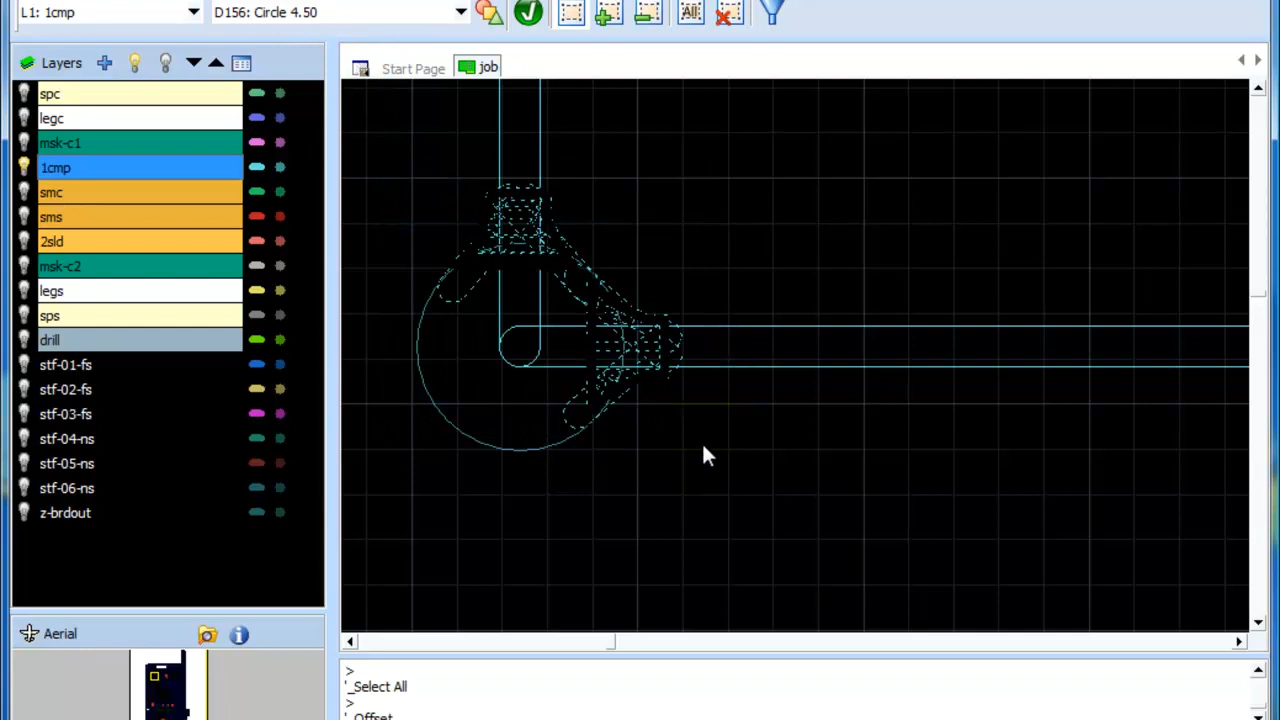 L1: 1cmp
D156: Circle 4.50
All
Layers
Start Page
job
spc
legc
msk-c1
1cmp
smc
sms
2sld
msk-c2
legs
sps
drill
stf-01-fs
stf-02-fs
stf-03-fs
stf-04-ns
stf-05-ns
stf-06-ns
z-brdout
Aerial
>
'_Select All
>
'_Offset